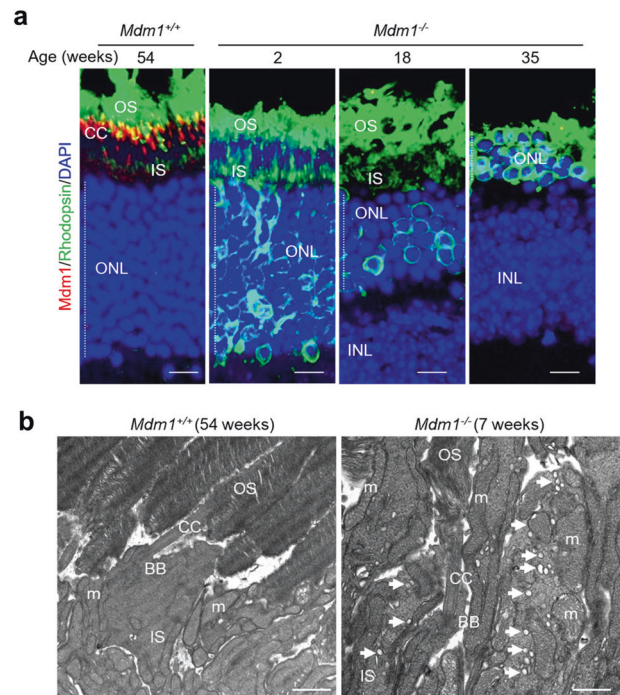 a
Mdm1+/+ Mdm1-/-
Age (weeks) 54 2 18 35
Mdm1/Rhodopsin/DAPI
OS CC IS ONL
OS IS ONL
OS IS ONL INL
ONL INL
b
Mdm1+/+ (54 weeks) Mdm1-/- (7 weeks)
OS CC BB m m IS
OS m m CC m BB m IS